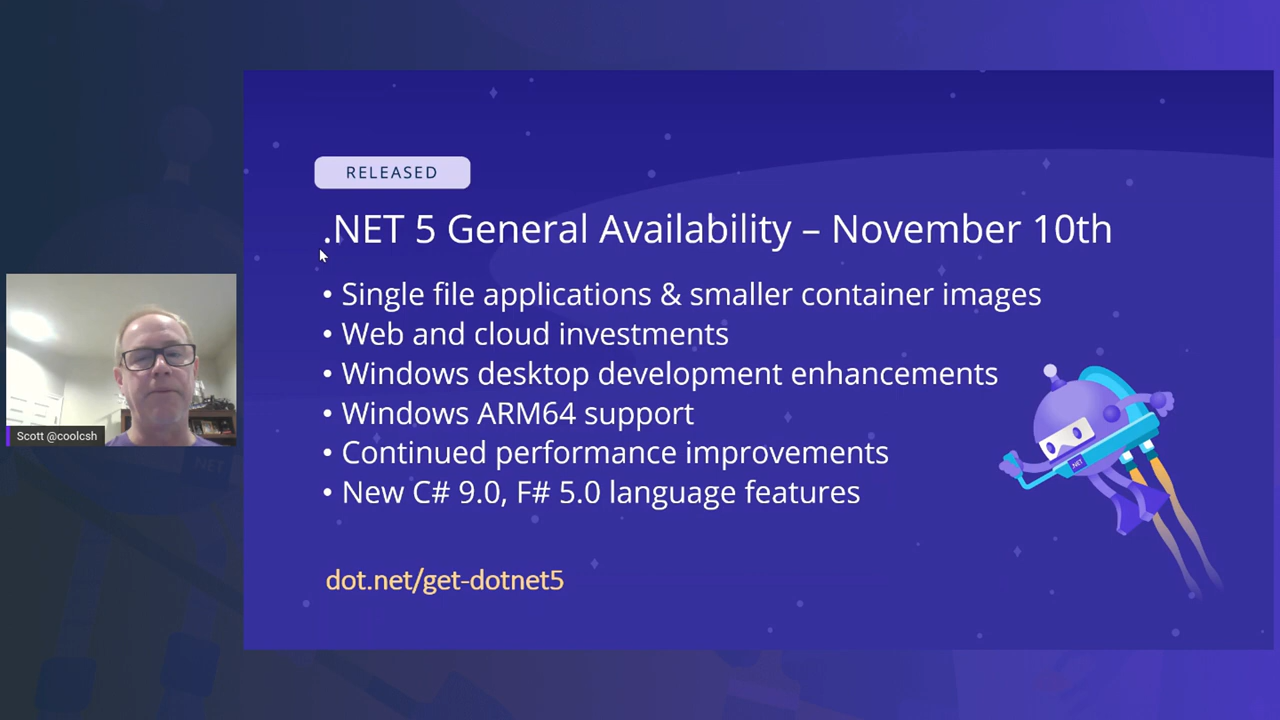 RELEASED
.NET 5 General Availability – November 10th
• Single file applications & smaller container images
• Web and cloud investments
• Windows desktop development enhancements
• Windows ARM64 support
• Continued performance improvements
• New C# 9.0, F# 5.0 language features
dot.net/get-dotnet5
Scott @coolcsh
.NET
.NET